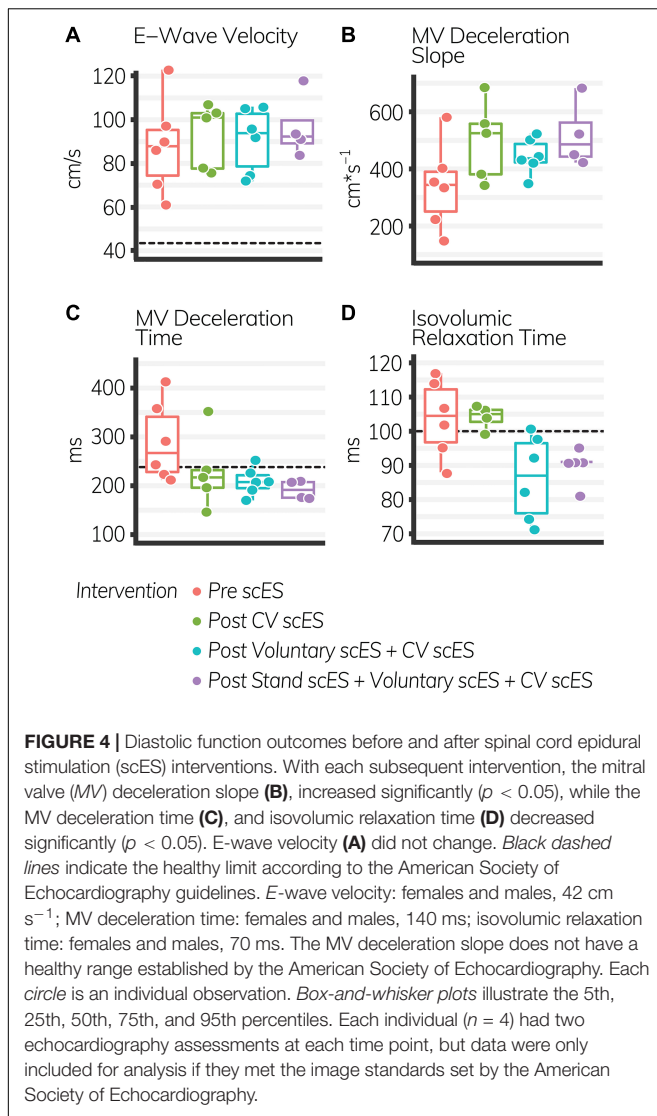 A E–Wave Velocity
cm/s
120
100
80
60
40
B MV Deceleration
Slope
cm*s⁻¹
600
400
200
C MV Deceleration
Time
ms
400
300
200
100
D Isovolumic
Relaxation Time
ms
120
110
100
90
80
70
Intervention
Pre scES
Post CV scES
Post Voluntary scES + CV scES
Post Stand scES + Voluntary scES + CV scES
FIGURE 4 | Diastolic function outcomes before and after spinal cord epidural
stimulation (scES) interventions. With each subsequent intervention, the mitral
valve (MV) deceleration slope (B), increased significantly (p < 0.05), while the
MV deceleration time (C), and isovolumic relaxation time (D) decreased
significantly (p < 0.05). E-wave velocity (A) did not change. Black dashed
lines indicate the healthy limit according to the American Society of
Echocardiography guidelines. E-wave velocity: females and males, 42 cm
s⁻¹; MV deceleration time: females and males, 140 ms; isovolumic relaxation
time: females and males, 70 ms. The MV deceleration slope does not have a
healthy range established by the American Society of Echocardiography. Each
circle is an individual observation. Box-and-whisker plots illustrate the 5th,
25th, 50th, 75th, and 95th percentiles. Each individual (n = 4) had two
echocardiography assessments at each time point, but data were only
included for analysis if they met the image standards set by the American
Society of Echocardiography.